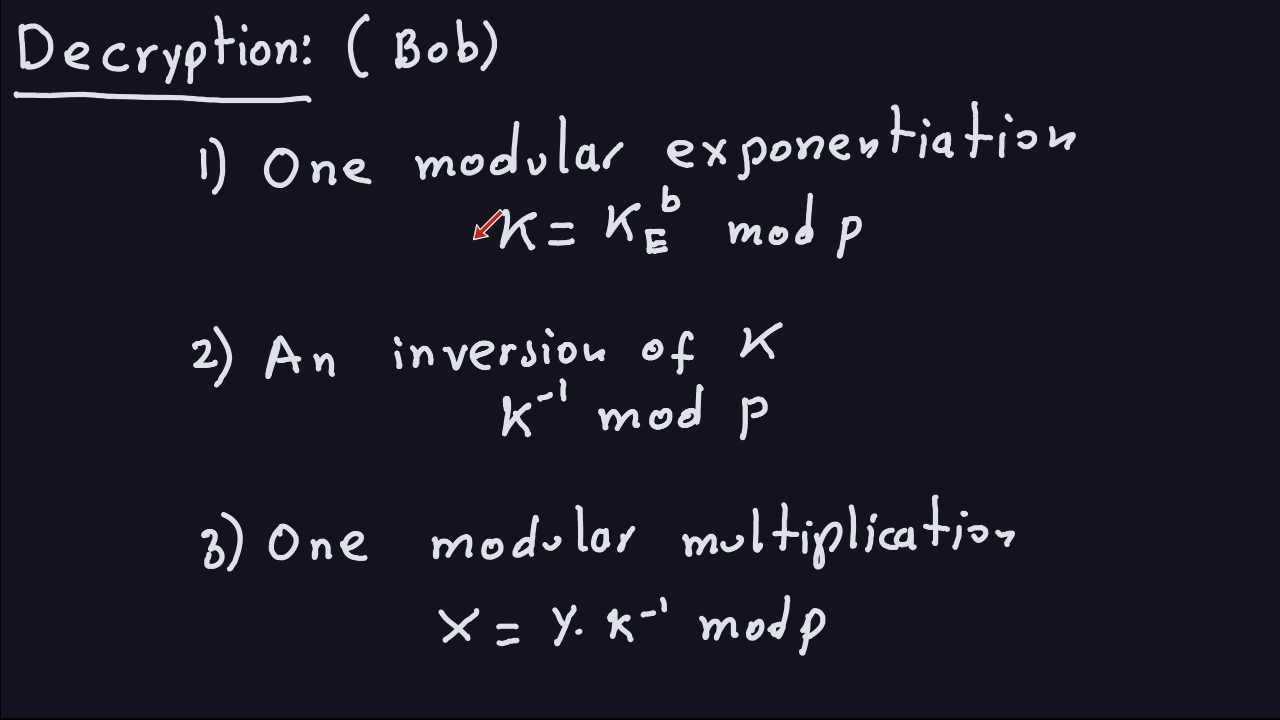 Decryption: (Bob)
1) One modular exponentiation
K = K_E^b mod p
2) An inversion of K
K^-1 mod p
3) One modular multiplication
X = y. K^-1 mod p